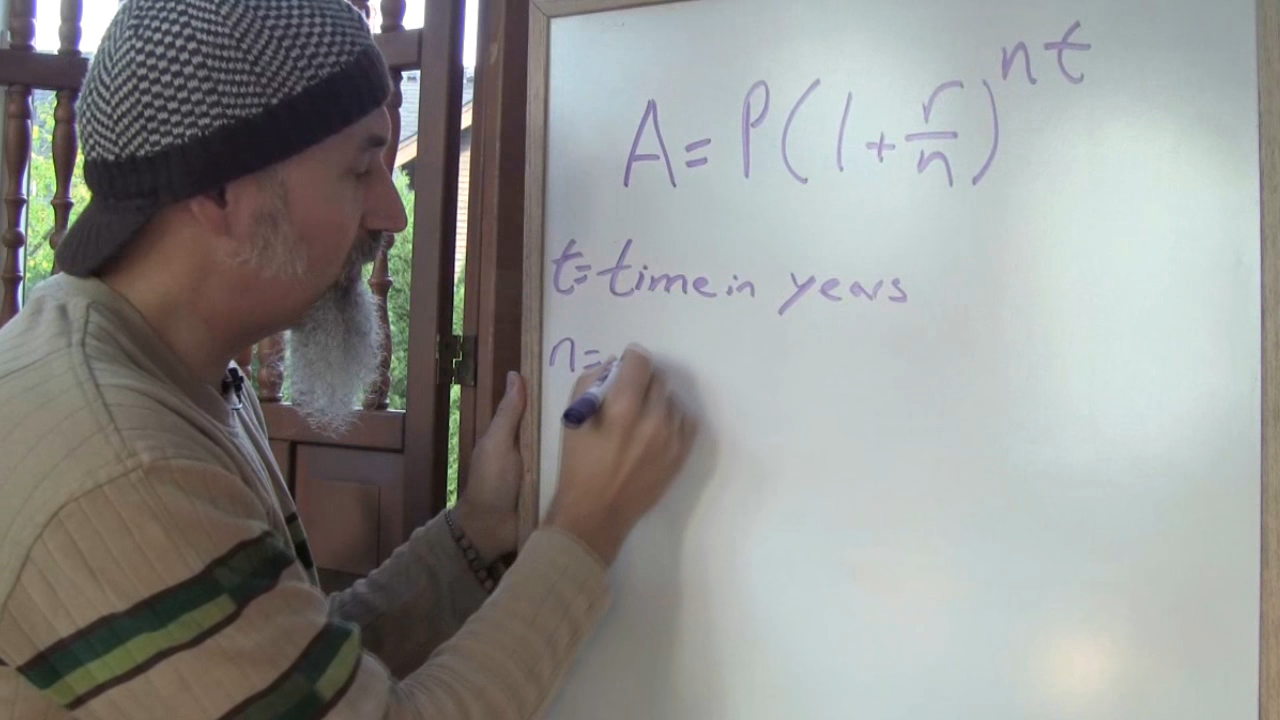 A = P(1 + r/n)^nt
t = time in years
n =